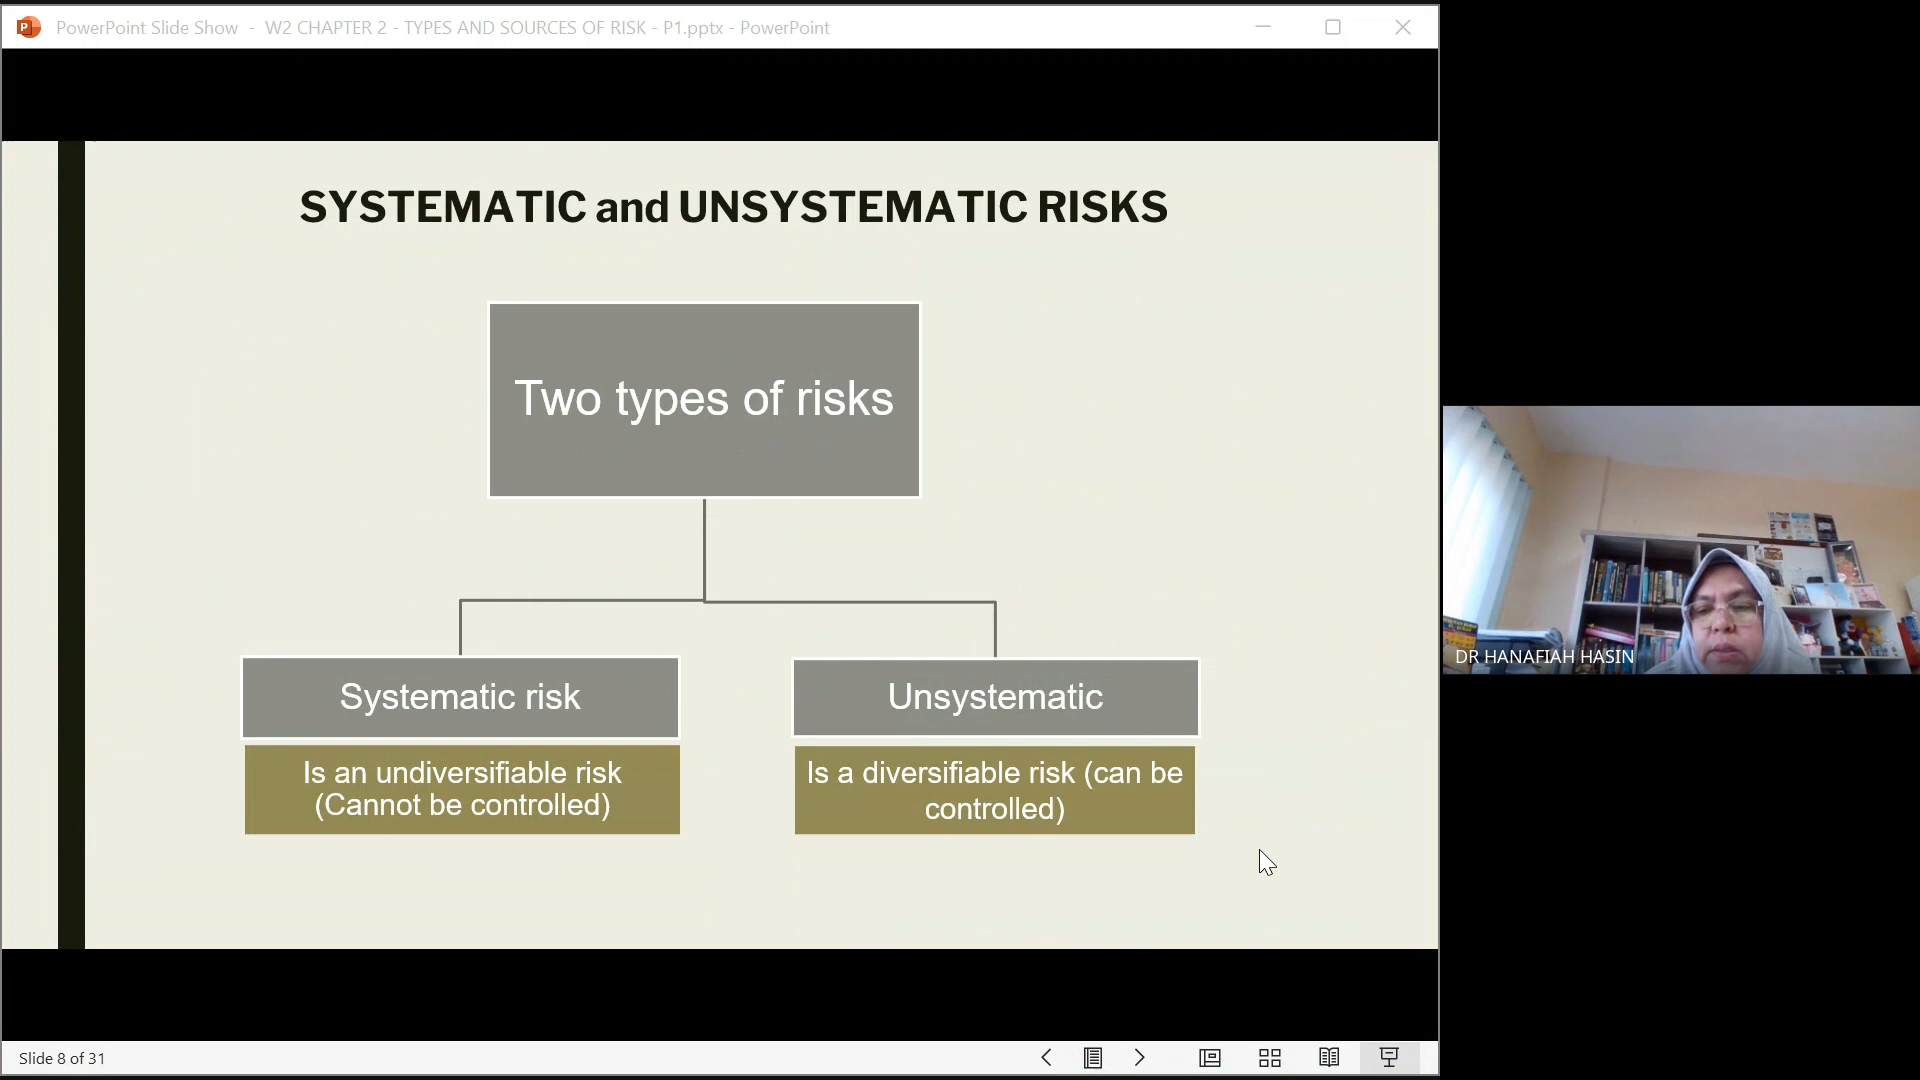 PowerPoint Slide Show - W2 CHAPTER 2 - TYPES AND SOURCES OF RISK - P1.pptx - PowerPoint
SYSTEMATIC and UNSYSTEMATIC RISKS
Two types of risks
Systematic risk
Is an undiversifiable risk
(Cannot be controlled)
Unsystematic
Is a diversifiable risk (can be
controlled)
DR HANAFIAH HASIN
Slide 8 of 31